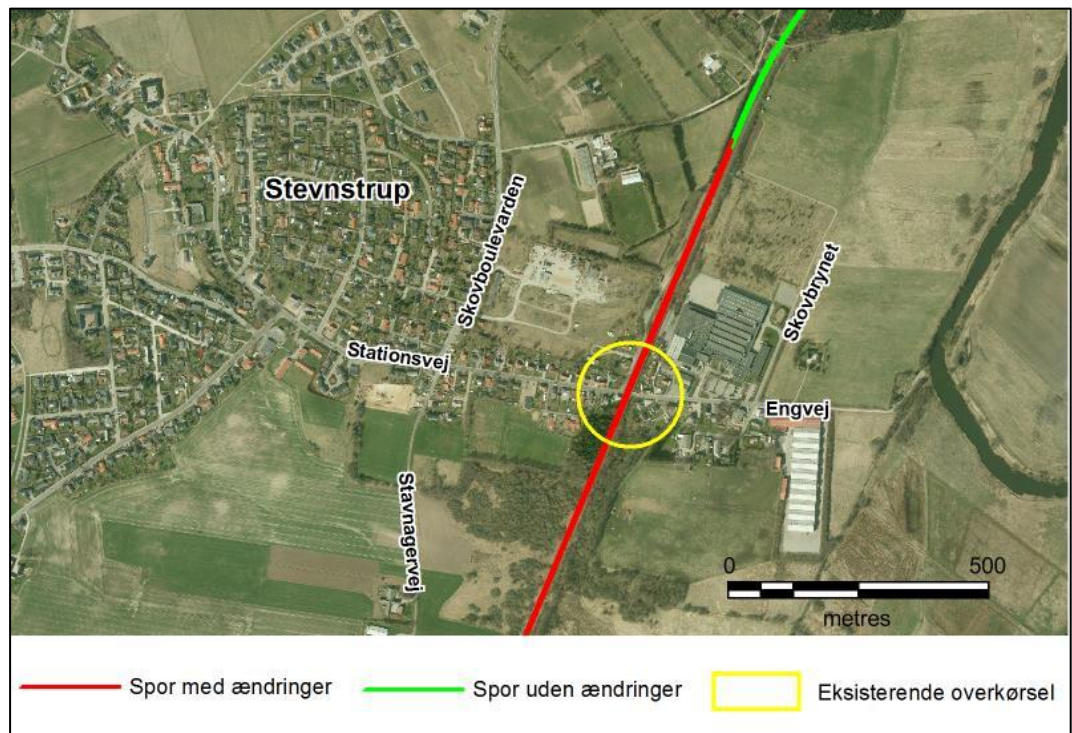 Stevnstrup
Skovboulevarden
Skovbrynet
Stationsvej
Engvej
Stavnagervej
0 500
metres
Spor med ændringer
Spor uden ændringer
Eksisterende overkørsel